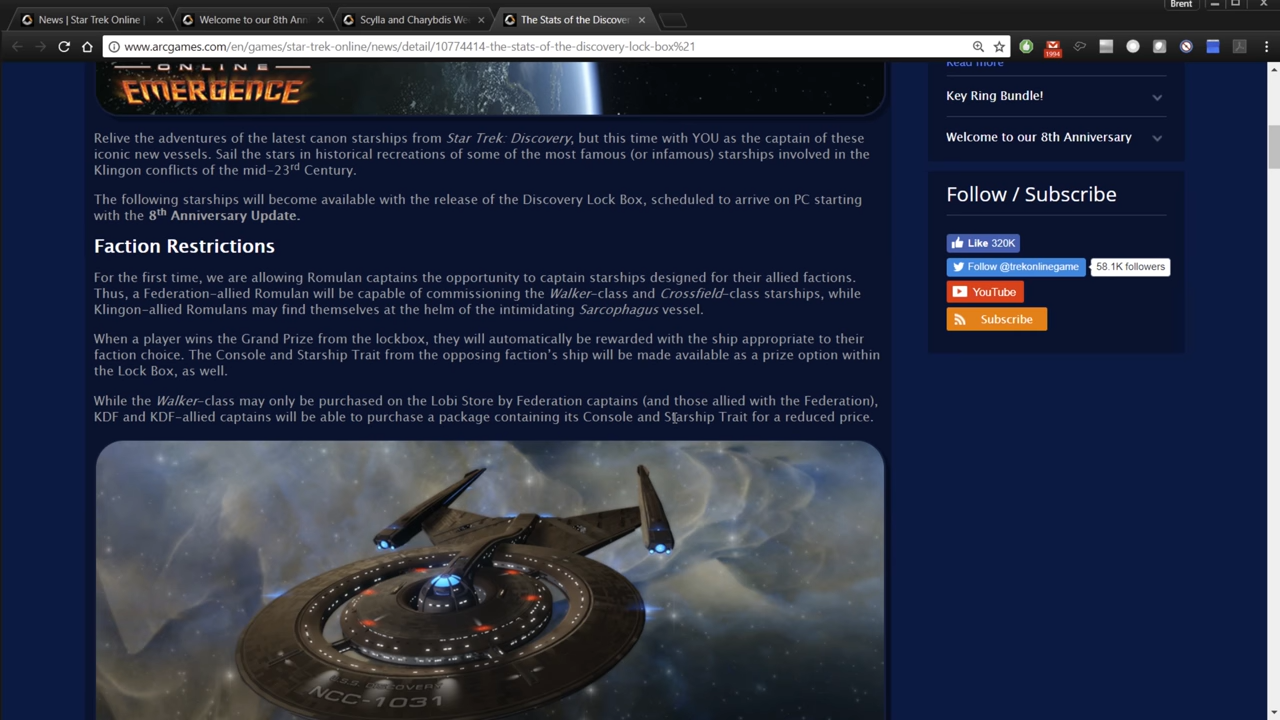 Brent
News | Star Trek Online |
Welcome to our 8th Ann
Scylla and Charybdis We
The Stats of the Discover
www.arcgames.com/en/games/star-trek-online/news/detail/10774414-the-stats-of-the-discovery-lock-box%21
1994
ONLINE
EMERGENCE
Relive the adventures of the latest canon starships from Star Trek: Discovery, but this time with YOU as the captain of these
iconic new vessels. Sail the stars in historical recreations of some of the most famous (or infamous) starships involved in the
Klingon conflicts of the mid-23rd Century.
The following starships will become available with the release of the Discovery Lock Box, scheduled to arrive on PC starting
with the 8th Anniversary Update.
Faction Restrictions
For the first time, we are allowing Romulan captains the opportunity to captain starships designed for their allied factions.
Thus, a Federation-allied Romulan will be capable of commissioning the Walker-class and Crossfield-class starships, while
Klingon-allied Romulans may find themselves at the helm of the intimidating Sarcophagus vessel.
When a player wins the Grand Prize from the lockbox, they will automatically be rewarded with the ship appropriate to their
faction choice. The Console and Starship Trait from the opposing faction's ship will be made available as a prize option within
the Lock Box, as well.
While the Walker-class may only be purchased on the Lobi Store by Federation captains (and those allied with the Federation),
KDF and KDF-allied captains will be able to purchase a package containing its Console and Starship Trait for a reduced price.
U.S.S. DISCOVERY
NCC-1031
Read more
Key Ring Bundle!
Welcome to our 8th Anniversary
Follow / Subscribe
Like 320K
Follow @trekonlinegame
58.1K followers
YouTube
Subscribe